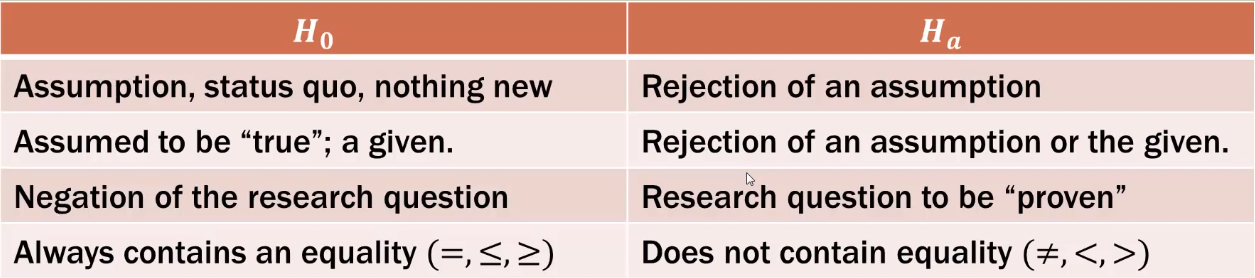 H₀ Hₐ
Assumption, status quo, nothing new Rejection of an assumption
Assumed to be “true”; a given. Rejection of an assumption or the given.
Negation of the research question Research question to be “proven”
Always contains an equality (=, ≤, ≥) Does not contain equality (≠, <, >)